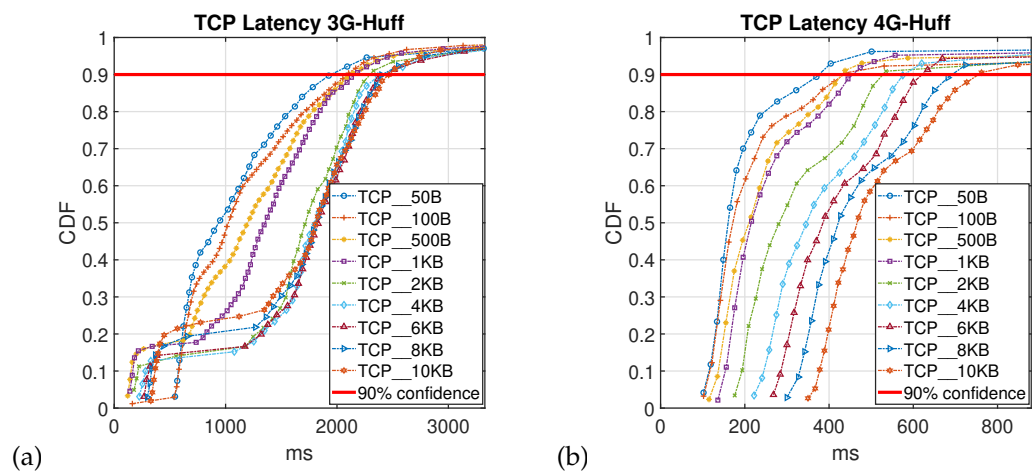 TCP Latency 3G-Huff
1
0.9
0.8
0.7
0.6
0.5
0.4
0.3
0.2
0.1
0
CDF
0 1000 2000 3000
ms
TCP__50B
TCP__100B
TCP__500B
TCP__1KB
TCP__2KB
TCP__4KB
TCP__6KB
TCP__8KB
TCP__10KB
90% confidence
(a)
TCP Latency 4G-Huff
1
0.9
0.8
0.7
0.6
0.5
0.4
0.3
0.2
0.1
0
CDF
0 200 400 600 800
ms
TCP__50B
TCP__100B
TCP__500B
TCP__1KB
TCP__2KB
TCP__4KB
TCP__6KB
TCP__8KB
TCP__10KB
90% confidence
(b)